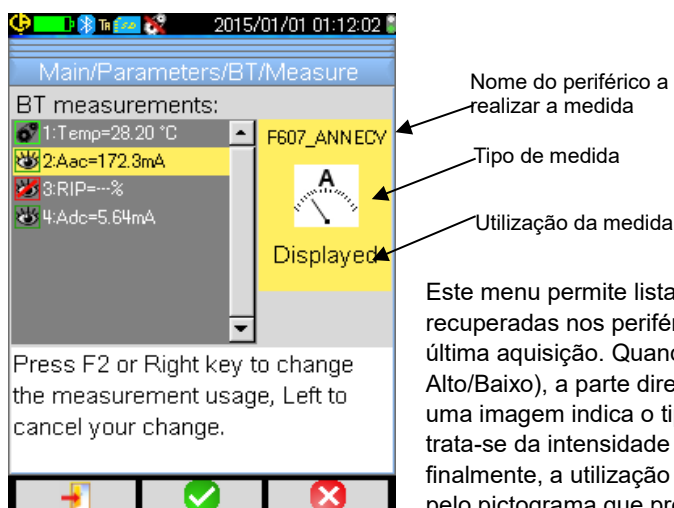 TR 2015/01/01 01:12:02
Main/Parameters/BT/Measure
BT measurements:
1:Temp=28.20 °C
2:Aac=172.3mA
3:RIP=---%
4:Adc=5.64mA
F607_ANNECY
A
Displayed
Press F2 or Right key to change
the measurement usage, Left to
cancel your change.
Nome do periférico a
realizar a medida
Tipo de medida
Utilização da medida
Este menu permite lista
recuperadas nos perifé
última aquisição. Quan
Alto/Baixo), a parte dire
uma imagem indica o ti
trata-se da intensidade
finalmente, a utilização
pelo pictograma que pre